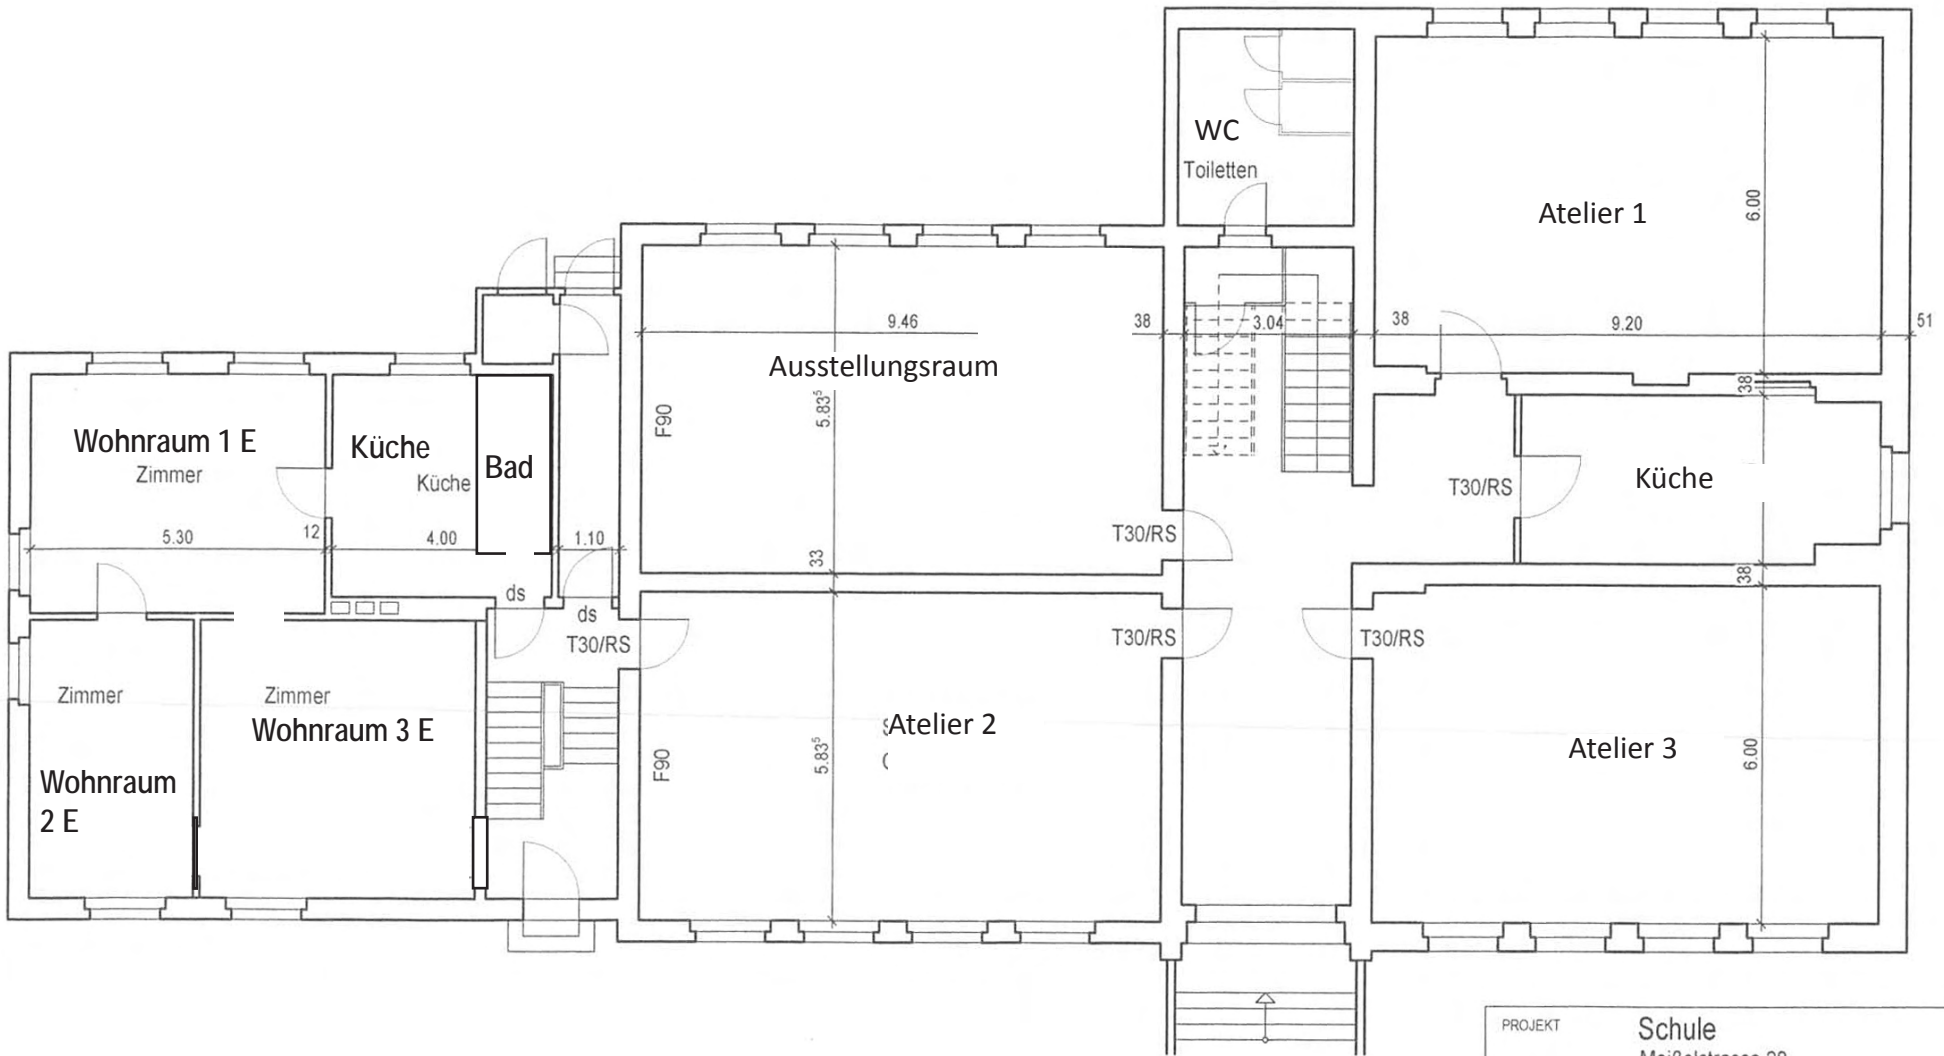 WC
Toiletten
Atelier 1
6.00
9.46
38
3.04
38
9.20
51
Ausstellungsraum
5.83⁵
F90
38
Wohnraum 1 E
Zimmer
Küche
Küche
Bad
T30/RS
Küche
5.30
12
4.00
1.10
33
T30/RS
38
ds
ds
T30/RS
T30/RS
T30/RS
Zimmer
Zimmer
Wohnraum 3 E
Wohnraum
2 E
F90
5.83⁵
Atelier 2
Atelier 3
6.00
PROJEKT
Schule